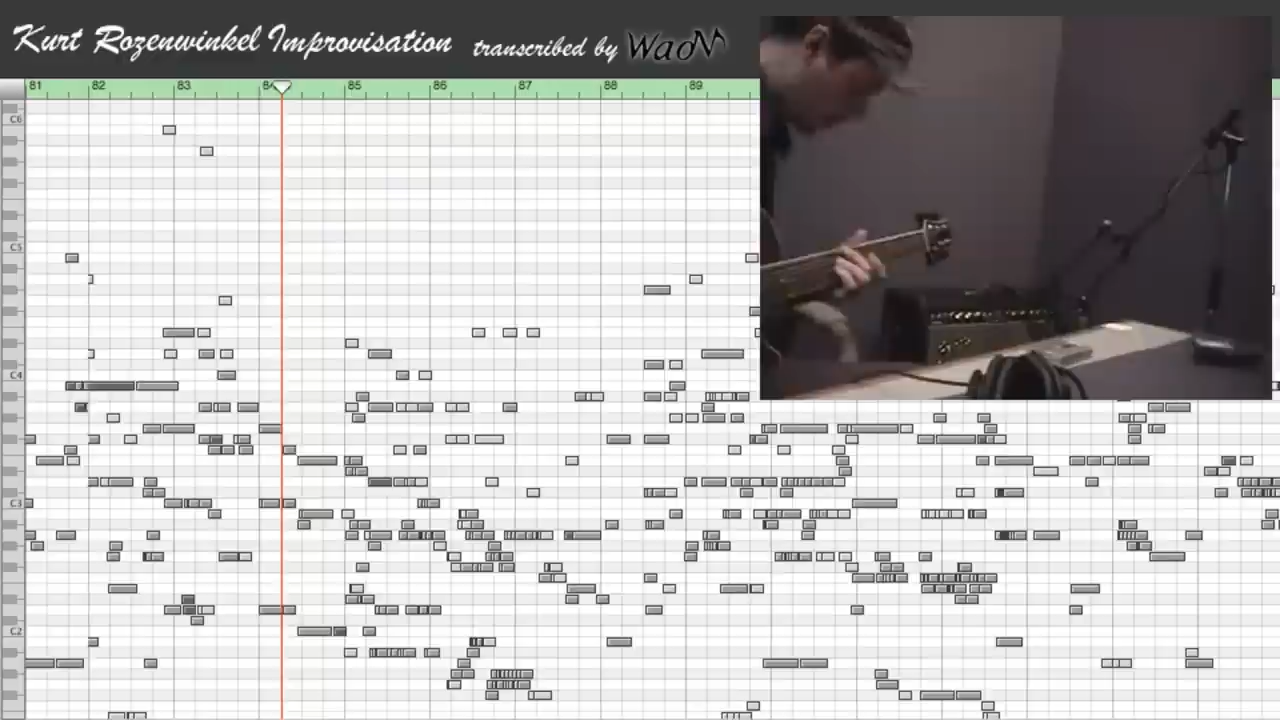 Kurt Rozenwinkel Improvisation transcribed by WaoN
81 82 83 84 85 86 87 88 89
C6
C5
C4
C3
C2